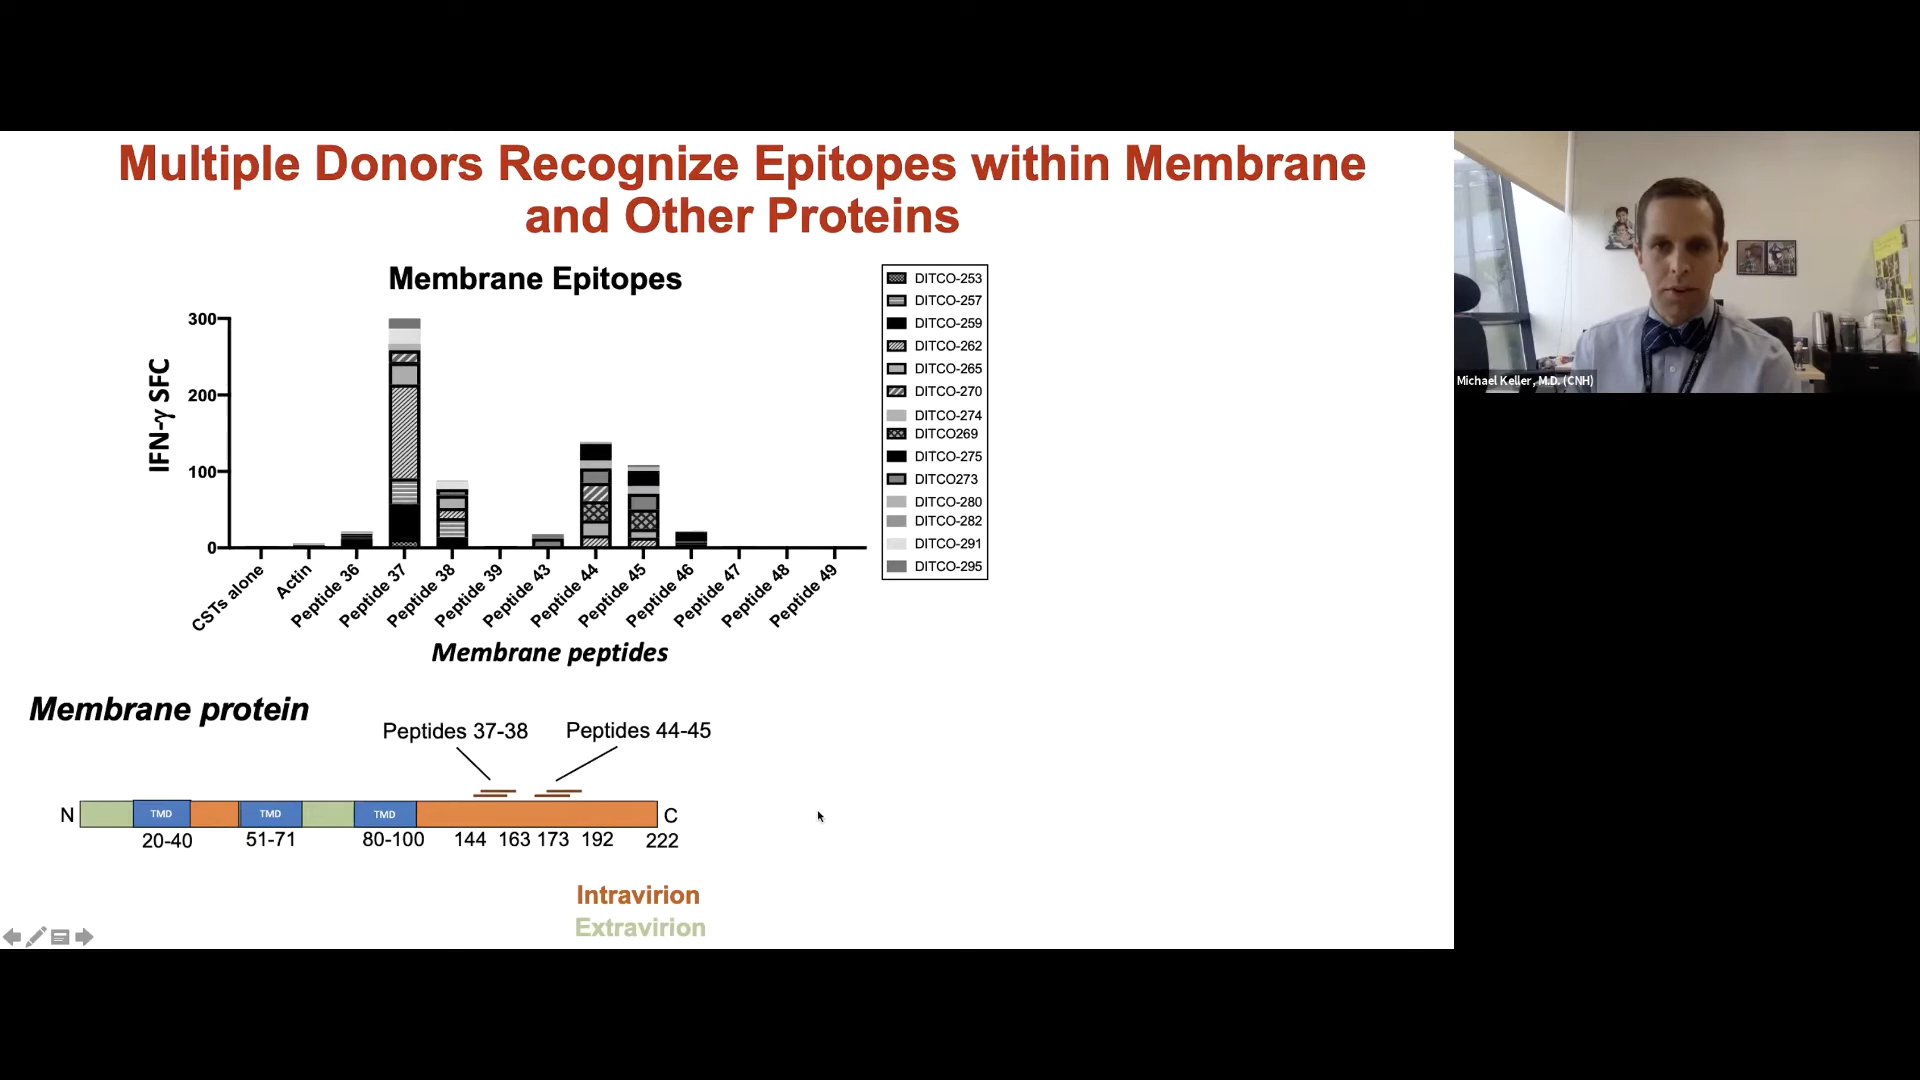 Multiple Donors Recognize Epitopes within Membrane
and Other Proteins
Membrane Epitopes
IFN-γ SFC
300
200
100
0
CSTs alone
Actin
Peptide 36
Peptide 37
Peptide 38
Peptide 39
Peptide 43
Peptide 44
Peptide 45
Peptide 46
Peptide 47
Peptide 48
Peptide 49
Membrane peptides
DITCO-253
DITCO-257
DITCO-259
DITCO-262
DITCO-265
DITCO-270
DITCO-274
DITCO269
DITCO-275
DITCO273
DITCO-280
DITCO-282
DITCO-291
DITCO-295
Michael Keller, M.D. (CNH)
Membrane protein
Peptides 37-38 Peptides 44-45
N TMD TMD TMD C
20-40 51-71 80-100 144 163 173 192 222
Intravirion
Extravirion